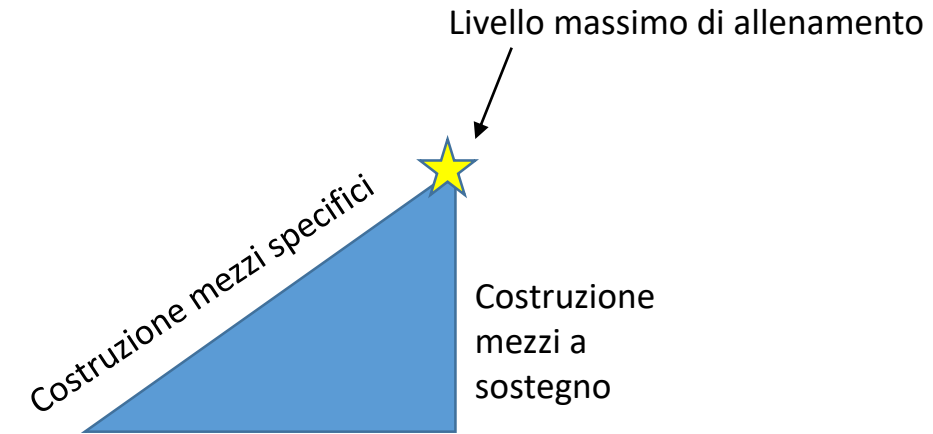 Livello massimo di allenamento
Costruzione mezzi specifici
Costruzione
mezzi a
sostegno